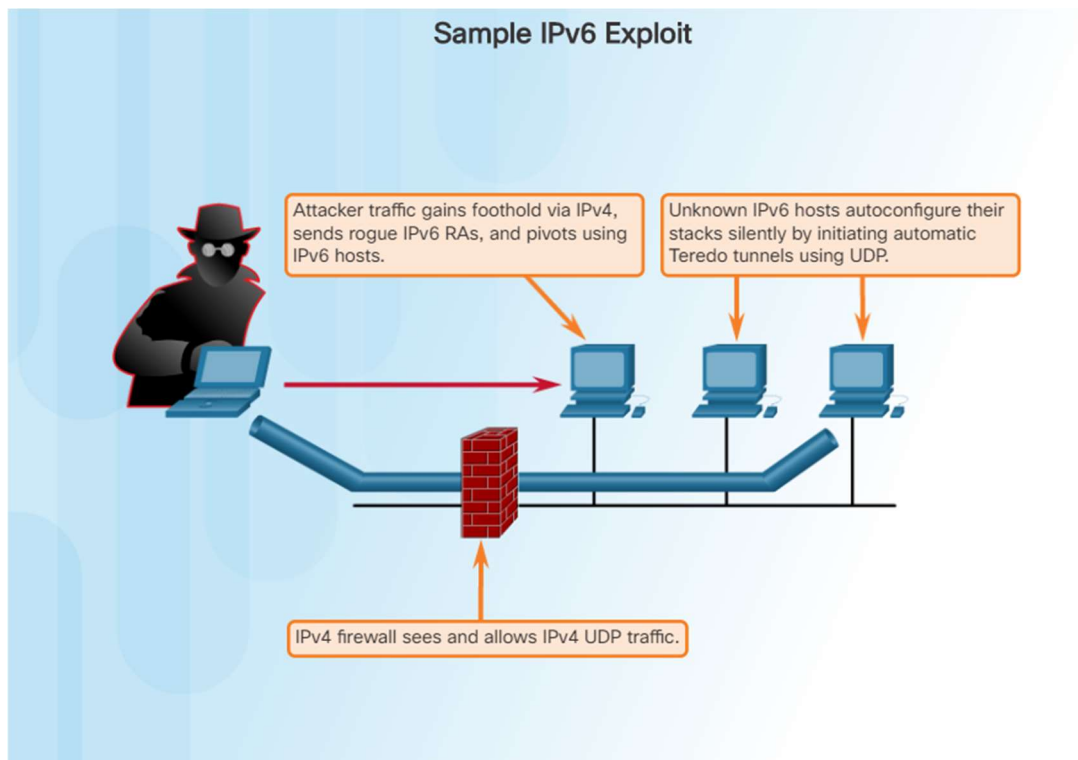 Sample IPv6 Exploit
Attacker traffic gains foothold via IPv4,
sends rogue IPv6 RAs, and pivots using
IPv6 hosts.
Unknown IPv6 hosts autoconfigure their
stacks silently by initiating automatic
Teredo tunnels using UDP.
IPv4 firewall sees and allows IPv4 UDP traffic.